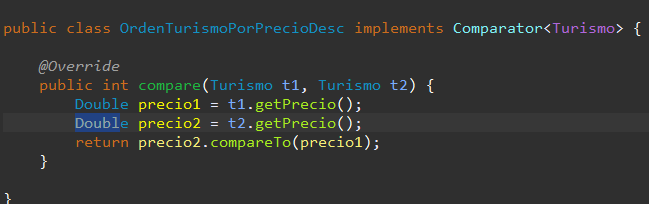 public class OrdenTurismoPorPrecioDesc implements Comparator<Turismo> {
@Override
public int compare(Turismo t1, Turismo t2) {
Double precio1 = t1.getPrecio();
Double precio2 = t2.getPrecio();
return precio2.compareTo(precio1);
}
}